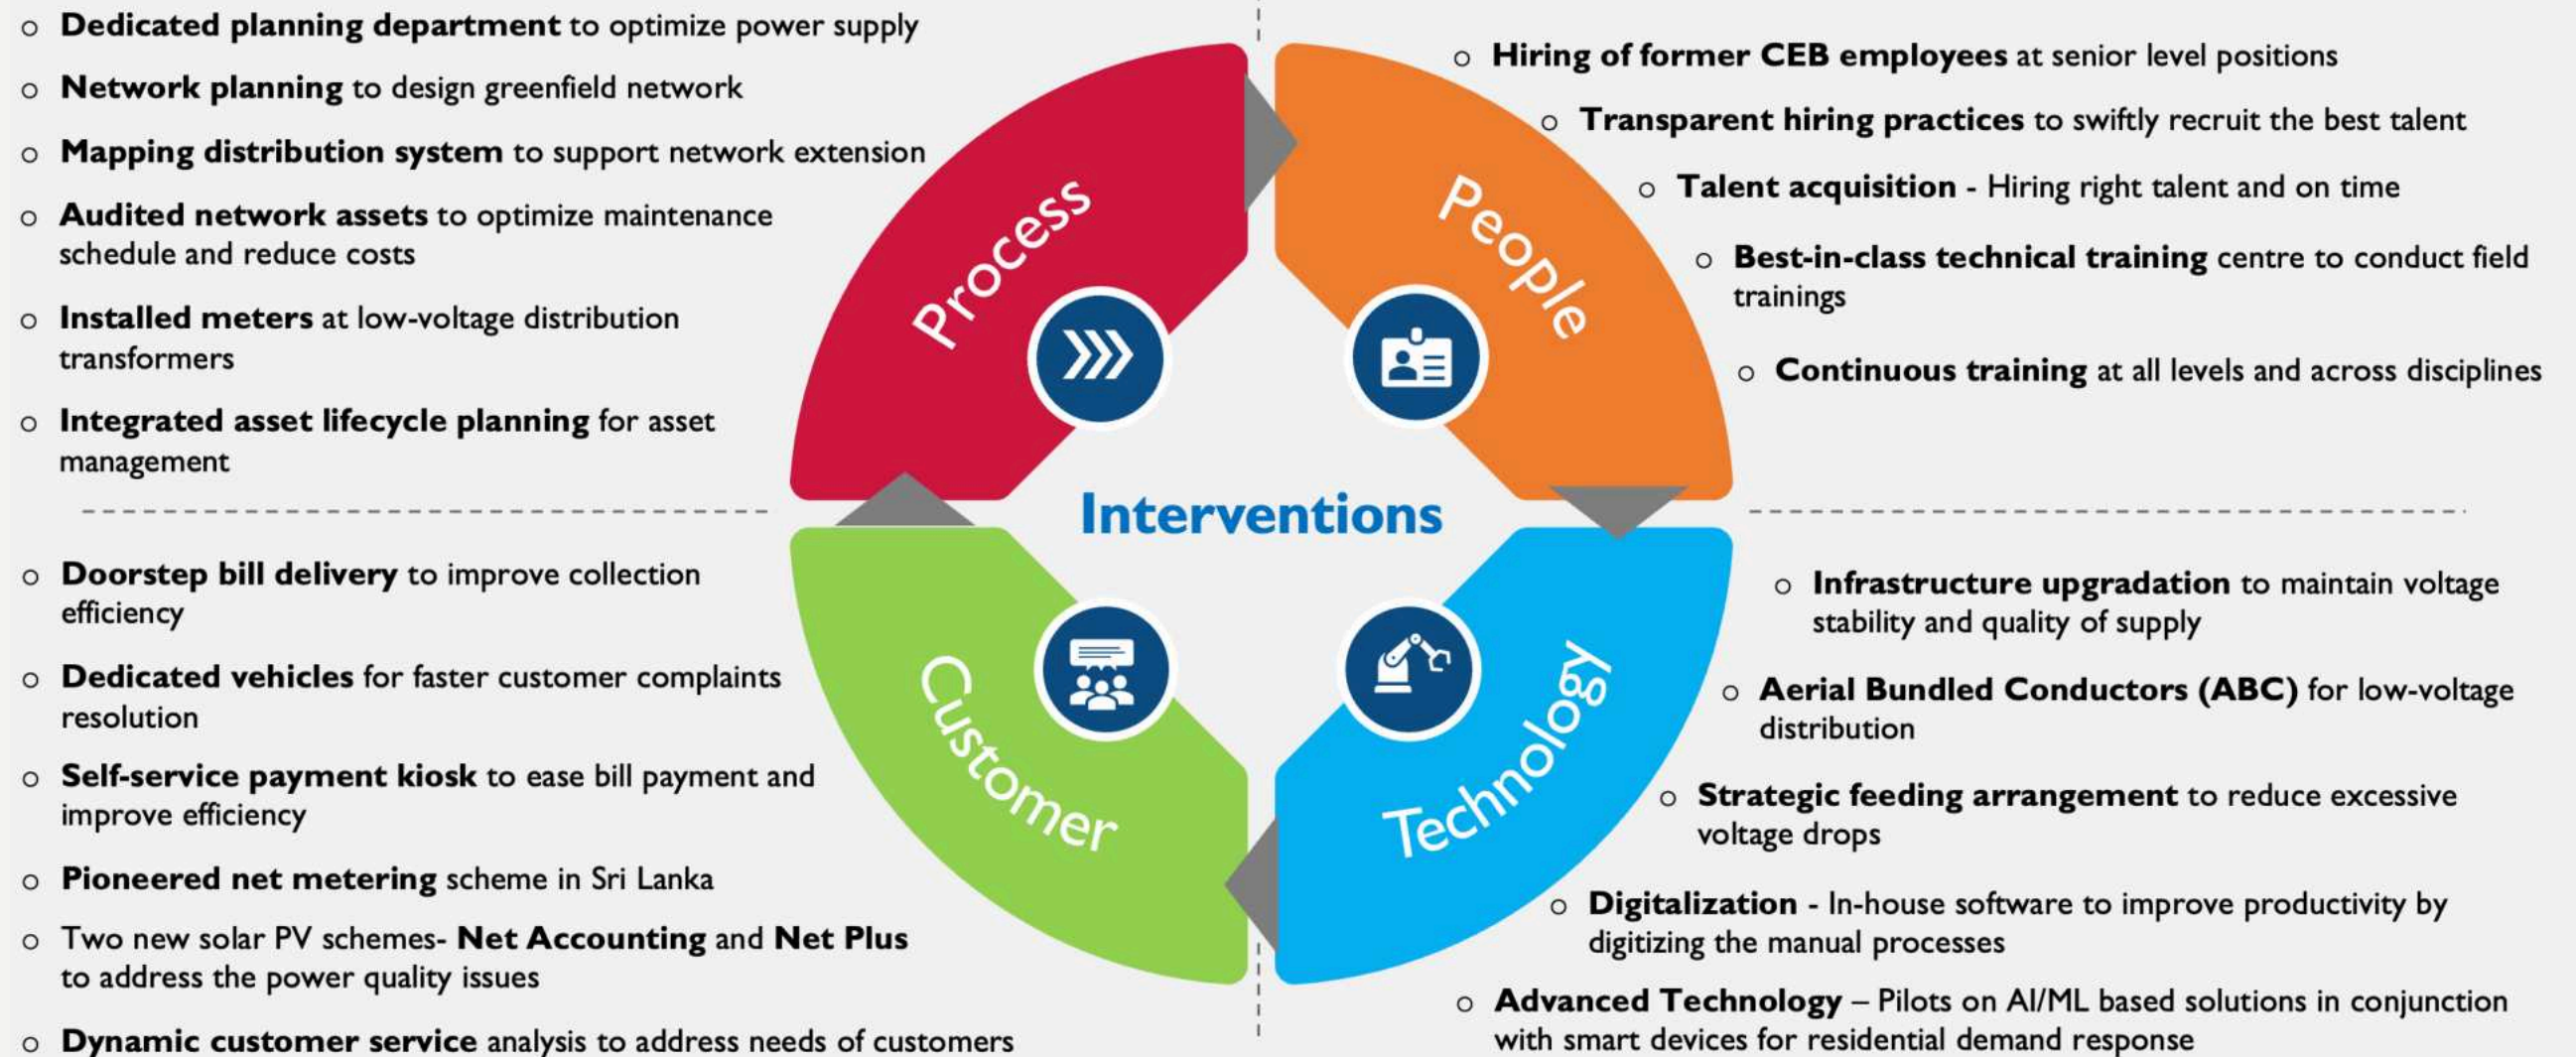 ○ Dedicated planning department to optimize power supply
○ Network planning to design greenfield network
○ Mapping distribution system to support network extension
○ Audited network assets to optimize maintenance
schedule and reduce costs
○ Installed meters at low-voltage distribution
transformers
○ Integrated asset lifecycle planning for asset
management
Process
People
○ Hiring of former CEB employees at senior level positions
○ Transparent hiring practices to swiftly recruit the best talent
○ Talent acquisition - Hiring right talent and on time
○ Best-in-class technical training centre to conduct field
trainings
○ Continuous training at all levels and across disciplines
Interventions
○ Doorstep bill delivery to improve collection
efficiency
○ Dedicated vehicles for faster customer complaints
resolution
○ Self-service payment kiosk to ease bill payment and
improve efficiency
○ Pioneered net metering scheme in Sri Lanka
○ Two new solar PV schemes- Net Accounting and Net Plus
to address the power quality issues
○ Dynamic customer service analysis to address needs of customers
Customer
Technology
○ Infrastructure upgradation to maintain voltage
stability and quality of supply
○ Aerial Bundled Conductors (ABC) for low-voltage
distribution
○ Strategic feeding arrangement to reduce excessive
voltage drops
○ Digitalization - In-house software to improve productivity by
digitizing the manual processes
○ Advanced Technology – Pilots on AI/ML based solutions in conjunction
with smart devices for residential demand response